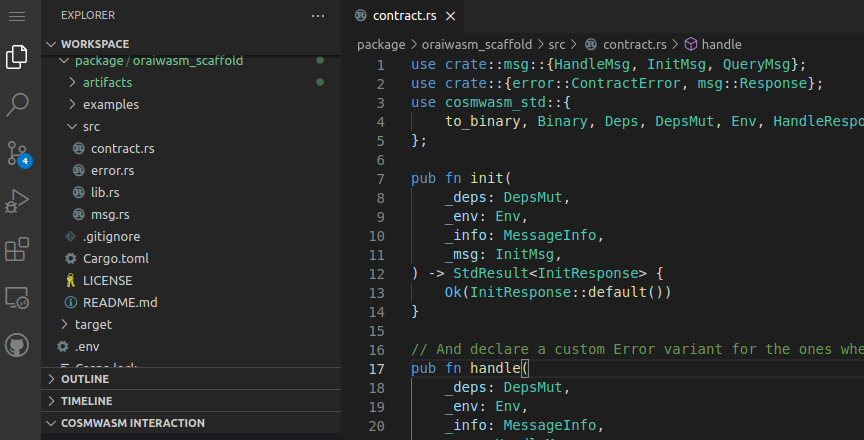 EXPLORER
WORKSPACE
package / oraiwasm_scaffold
artifacts
examples
src
contract.rs
error.rs
lib.rs
msg.rs
.gitignore
Cargo.toml
LICENSE
README.md
target
.env
Cargo.lock
OUTLINE
TIMELINE
COSMWASM INTERACTION
4
contract.rs ×
package > oraiwasm_scaffold > src > contract.rs > handle
1 use crate::msg::{HandleMsg, InitMsg, QueryMsg};
2 use crate::{error::ContractError, msg::Response};
3 use cosmwasm_std::{
4 to_binary, Binary, Deps, DepsMut, Env, HandleRespo
5 };
6
7 pub fn init(
8 _deps: DepsMut,
9 _env: Env,
10 _info: MessageInfo,
11 _msg: InitMsg,
12 ) -> StdResult<InitResponse> {
13 Ok(InitResponse::default())
14 }
15
16 // And declare a custom Error variant for the ones whe
17 pub fn handle(
18 _deps: DepsMut,
19 _env: Env,
20 _info: MessageInfo,